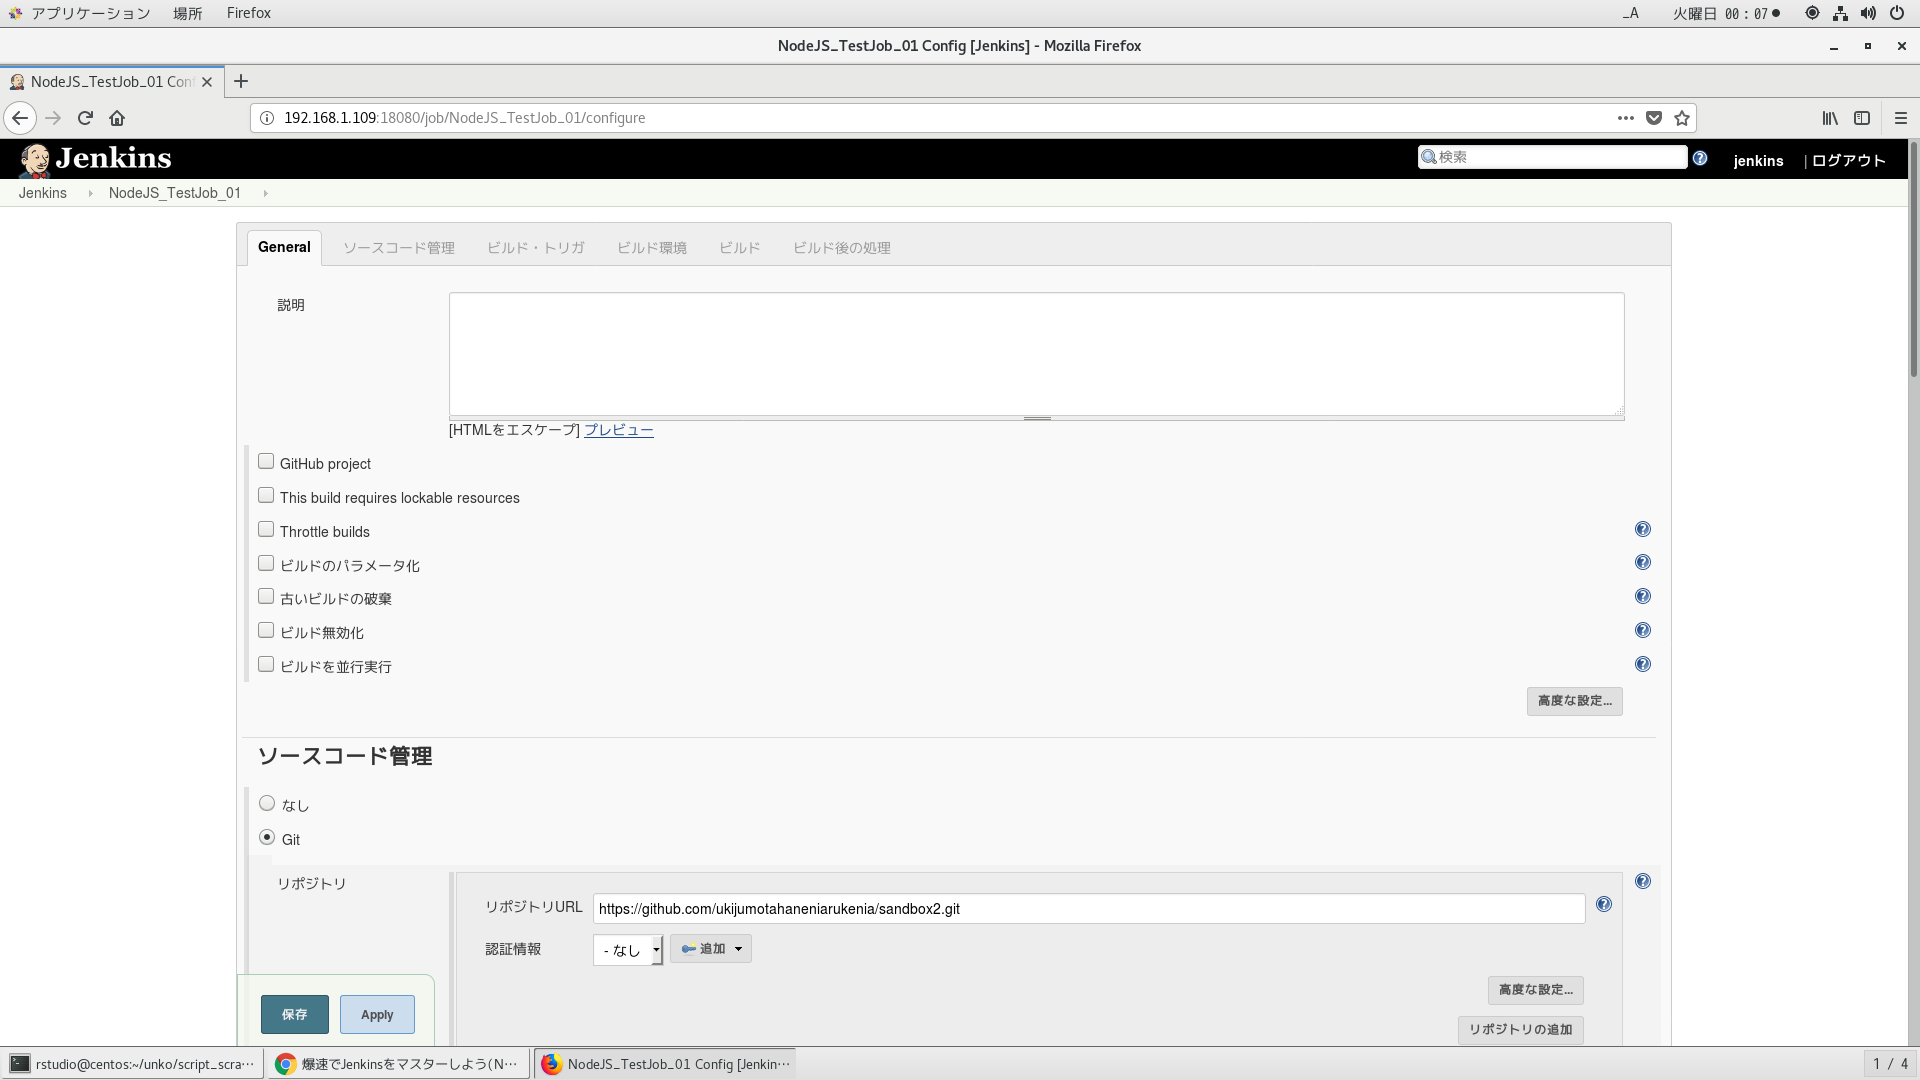 アプリケーション 場所 Firefox _A 火曜日 00：07
NodeJS_TestJob_01 Config [Jenkins] - Mozilla Firefox
NodeJS_TestJob_01 Con
192.168.1.109:18080/job/NodeJS_TestJob_01/configure
Jenkins 検索 jenkins | ログアウト
Jenkins NodeJS_TestJob_01
General ソースコード管理 ビルド・トリガ ビルド環境 ビルド ビルド後の処理
説明
[HTMLをエスケープ] プレビュー
GitHub project
This build requires lockable resources
Throttle builds
ビルドのパラメータ化
古いビルドの破棄
ビルド無効化
ビルドを並行実行
高度な設定...
ソースコード管理
なし
Git
リポジトリ
リポジトリURL https://github.com/ukijumotahaneniarukenia/sandbox2.git
認証情報 - なし 追加
高度な設定...
保存 Apply
リポジトリの追加
rstudio@centos:~/unko/script_scra… 爆速でJenkinsをマスターしよう(N… NodeJS_TestJob_01 Config [Jenkin… 1 / 4